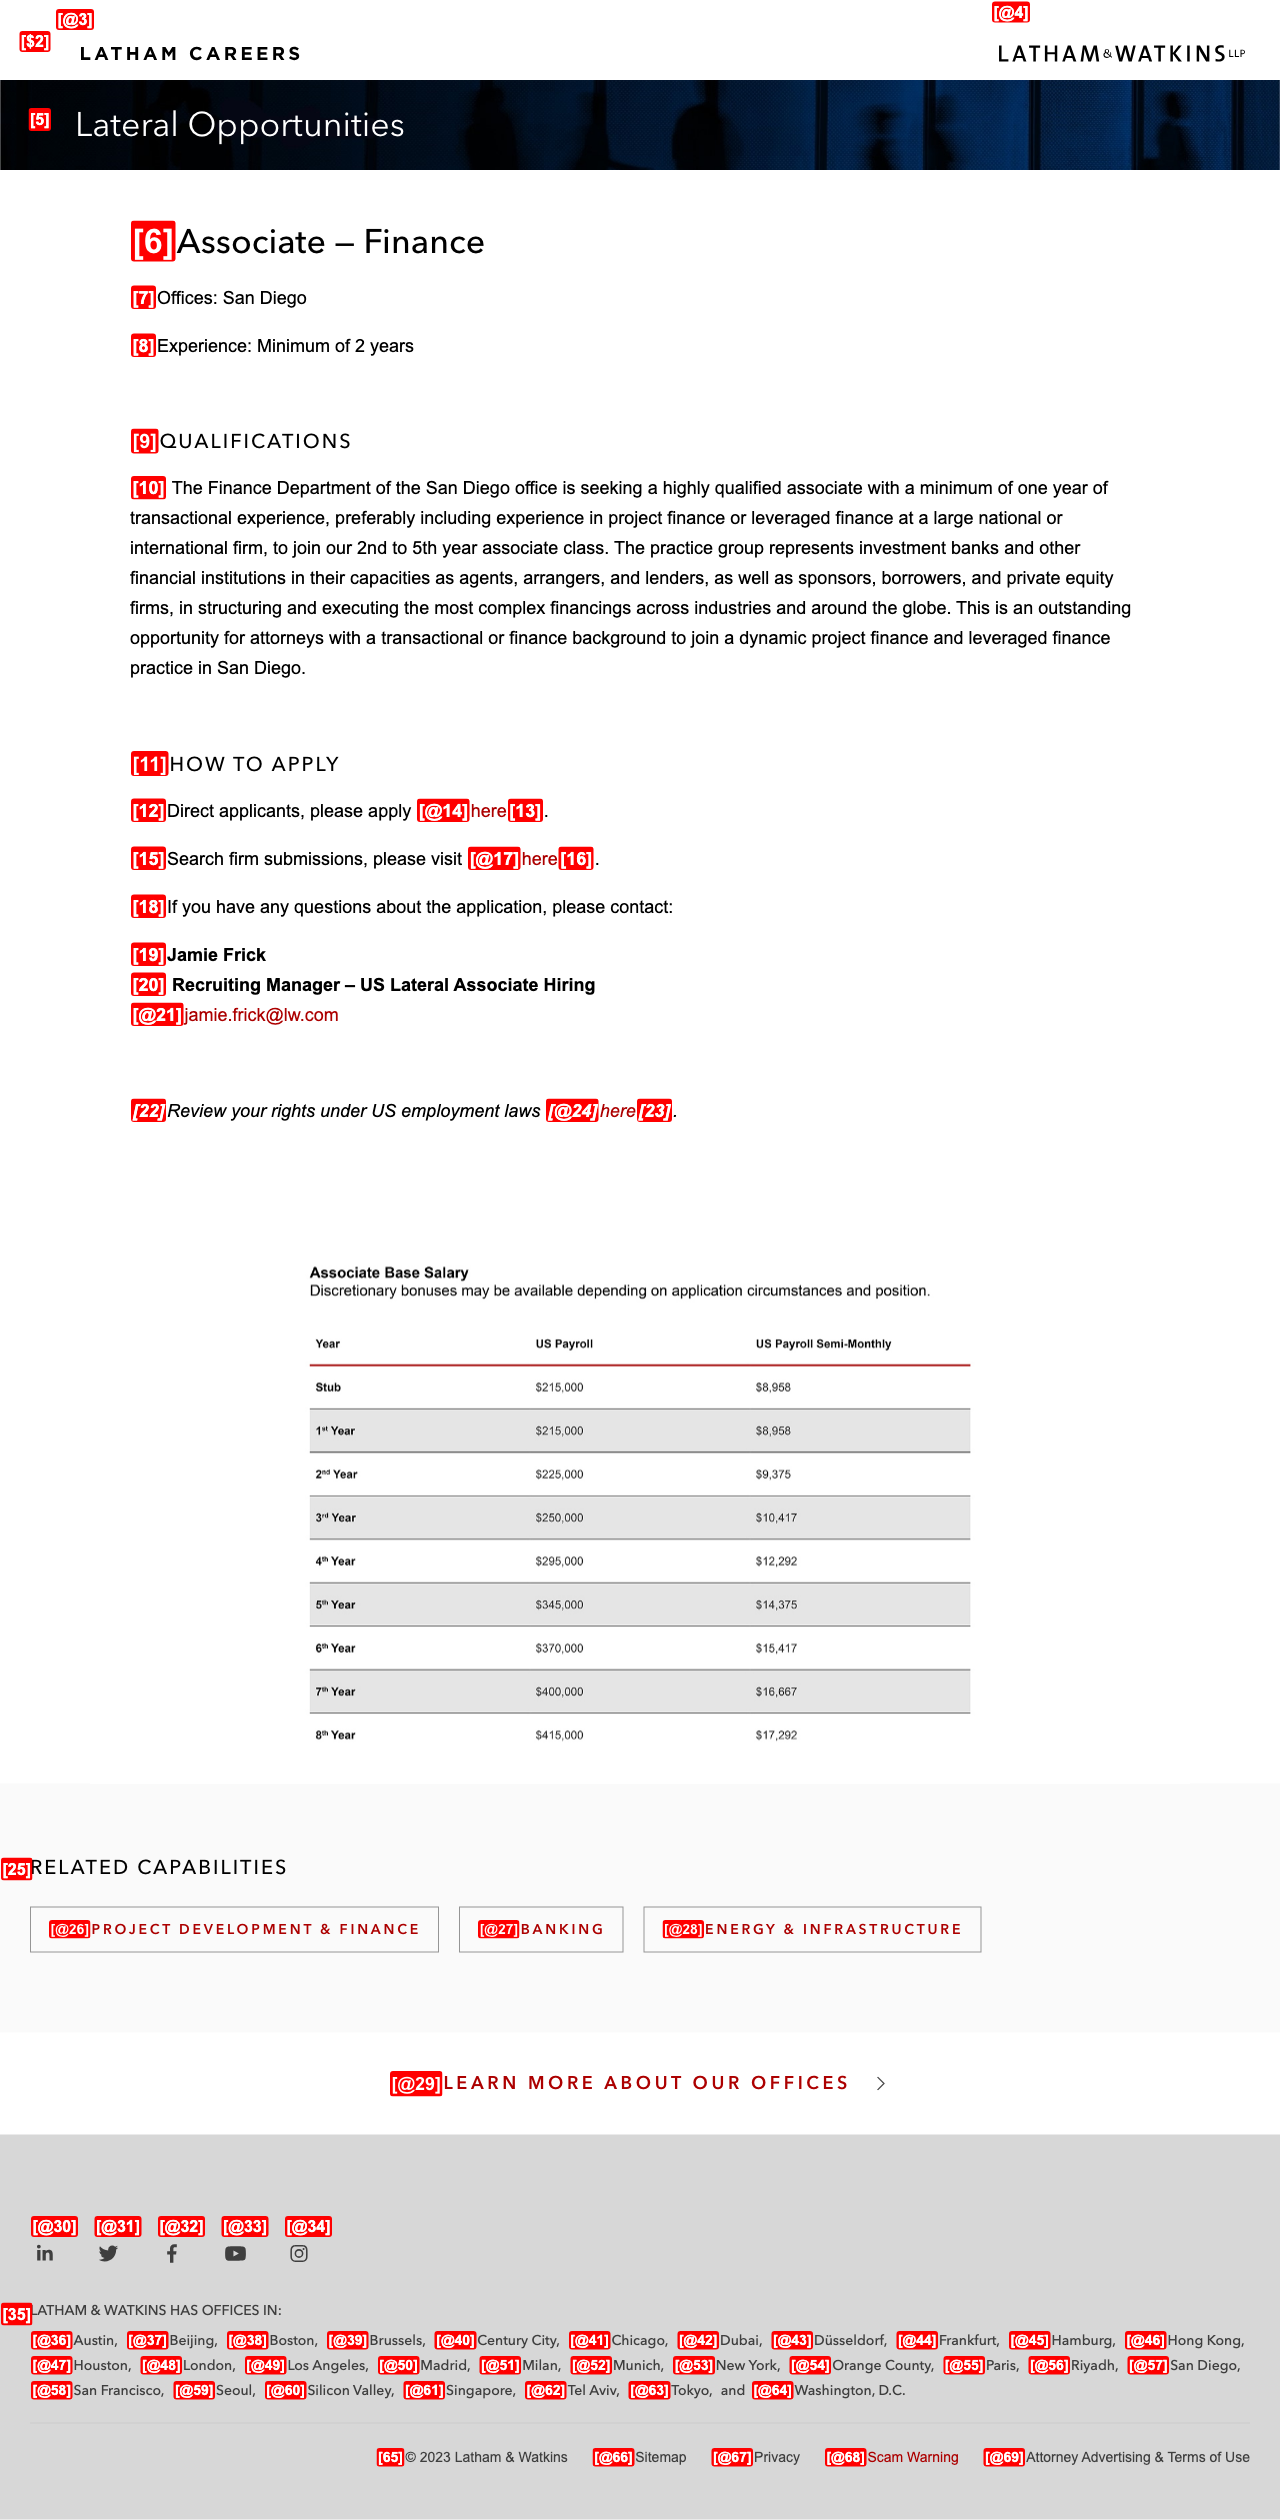 [@3]
[@4]
[$2]
LATHAM CAREERS
LATHAM&WATKINS LLP
[5] Lateral Opportunities
[6]Associate – Finance
[7]Offices: San Diego
[8]Experience: Minimum of 2 years
[9]QUALIFICATIONS
[10] The Finance Department of the San Diego office is seeking a highly qualified associate with a minimum of one year of
transactional experience, preferably including experience in project finance or leveraged finance at a large national or
international firm, to join our 2nd to 5th year associate class. The practice group represents investment banks and other
financial institutions in their capacities as agents, arrangers, and lenders, as well as sponsors, borrowers, and private equity
firms, in structuring and executing the most complex financings across industries and around the globe. This is an outstanding
opportunity for attorneys with a transactional or finance background to join a dynamic project finance and leveraged finance
practice in San Diego.
[11]HOW TO APPLY
[12]Direct applicants, please apply [@14]here[13].
[15]Search firm submissions, please visit [@17]here[16].
[18]If you have any questions about the application, please contact:
[19]Jamie Frick
[20] Recruiting Manager – US Lateral Associate Hiring
[@21]jamie.frick@lw.com
[22]Review your rights under US employment laws [@24]here[23].
Associate Base Salary
Discretionary bonuses may be available depending on application circumstances and position.
Year US Payroll US Payroll Semi-Monthly
Stub $215,000 $8,958
1st Year $215,000 $8,958
2nd Year $225,000 $9,375
3rd Year $250,000 $10,417
4th Year $295,000 $12,292
5th Year $345,000 $14,375
6th Year $370,000 $15,417
7th Year $400,000 $16,667
8th Year $415,000 $17,292
[25]RELATED CAPABILITIES
[@26]PROJECT DEVELOPMENT & FINANCE [@27]BANKING [@28]ENERGY & INFRASTRUCTURE
[@29]LEARN MORE ABOUT OUR OFFICES
[@30] [@31] [@32] [@33] [@34]
[35]LATHAM & WATKINS HAS OFFICES IN:
[@36]Austin, [@37]Beijing, [@38]Boston, [@39]Brussels, [@40]Century City, [@41]Chicago, [@42]Dubai, [@43]Düsseldorf, [@44]Frankfurt, [@45]Hamburg, [@46]Hong Kong,
[@47]Houston, [@48]London, [@49]Los Angeles, [@50]Madrid, [@51]Milan, [@52]Munich, [@53]New York, [@54]Orange County, [@55]Paris, [@56]Riyadh, [@57]San Diego,
[@58]San Francisco, [@59]Seoul, [@60]Silicon Valley, [@61]Singapore, [@62]Tel Aviv, [@63]Tokyo, and [@64]Washington, D.C.
[65]© 2023 Latham & Watkins [@66]Sitemap [@67]Privacy [@68]Scam Warning [@69]Attorney Advertising & Terms of Use